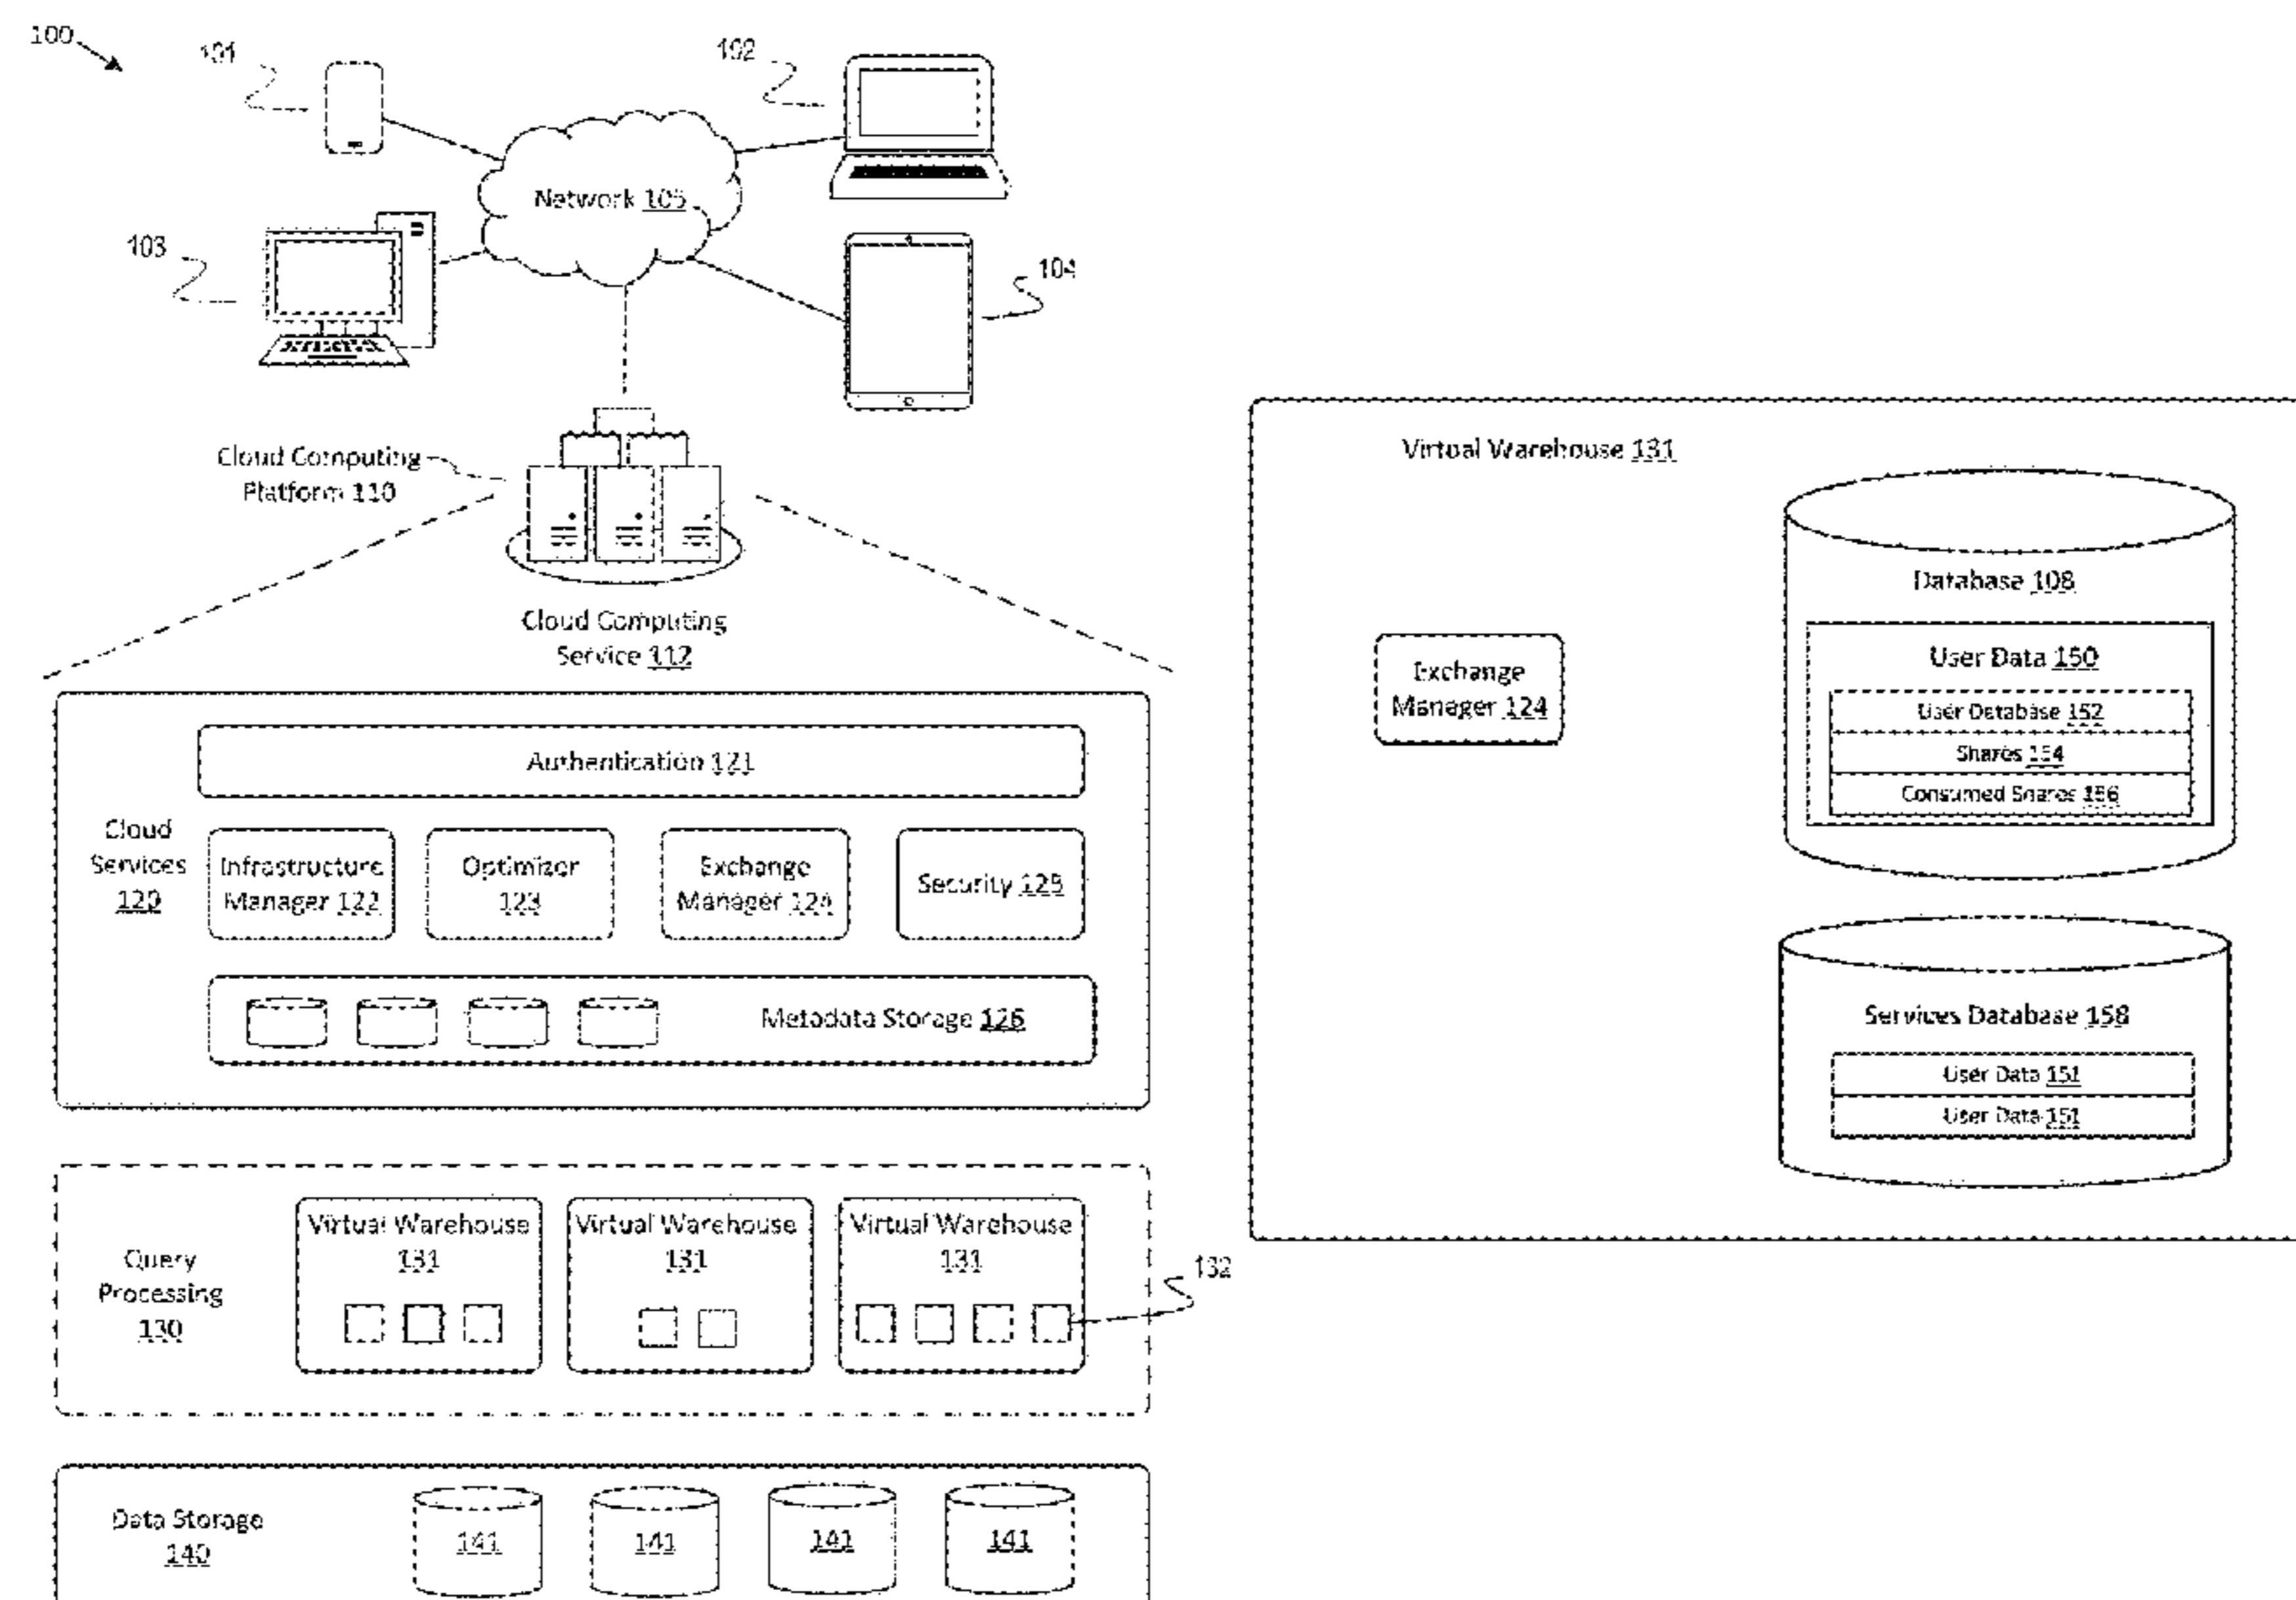 100
101
102
Network 105
103
104
Cloud Computing
Platform 110
Cloud Computing
Service 112
Authentication 121
Cloud
Services
120
Infrastructure
Manager 122
Optimizer
123
Exchange
Manager 124
Security 125
Metadata Storage 126
Query
Processing
130
Virtual Warehouse
131
Virtual Warehouse
131
Virtual Warehouse
131
132
Data Storage
140
141
141
141
141
Virtual Warehouse 131
Exchange
Manager 124
Database 108
User Data 150
User Database 152
Shares 154
Consumed Shares 156
Services Database 158
User Data 151
User Data 151